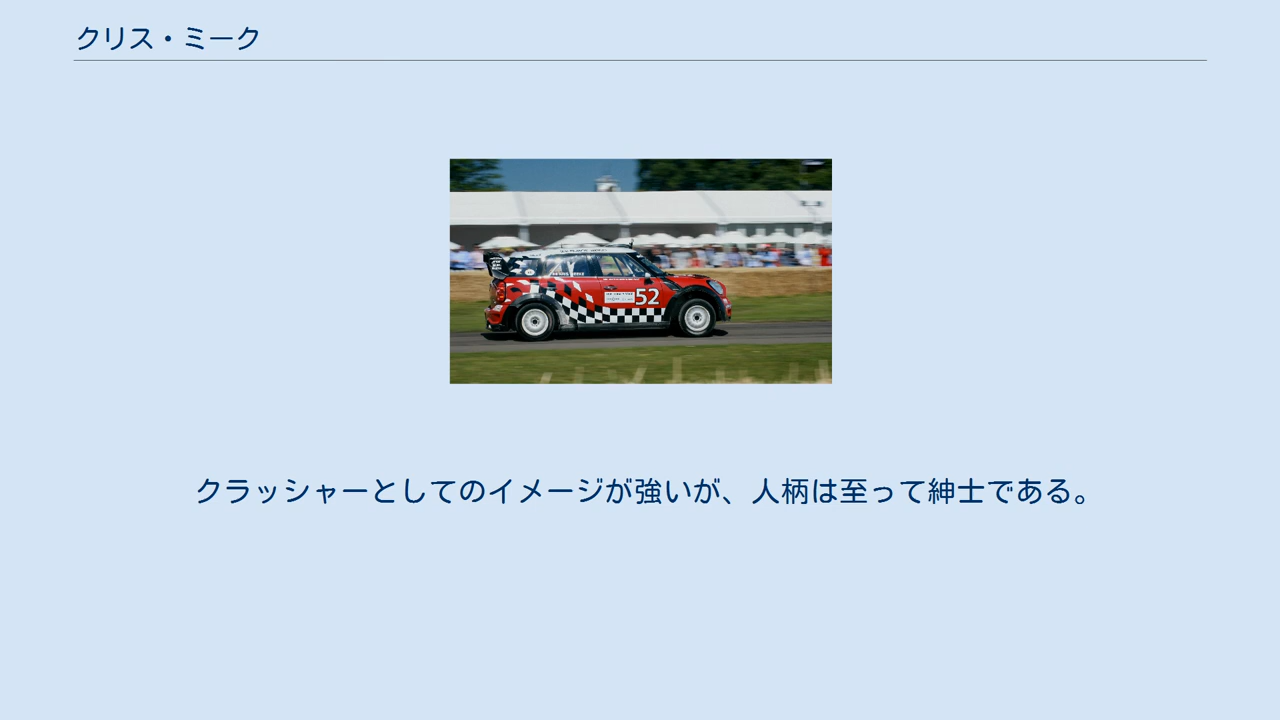 クリス・ミーク
52
クラッシャーとしてのイメージが強いが、人柄は至って紳士である。